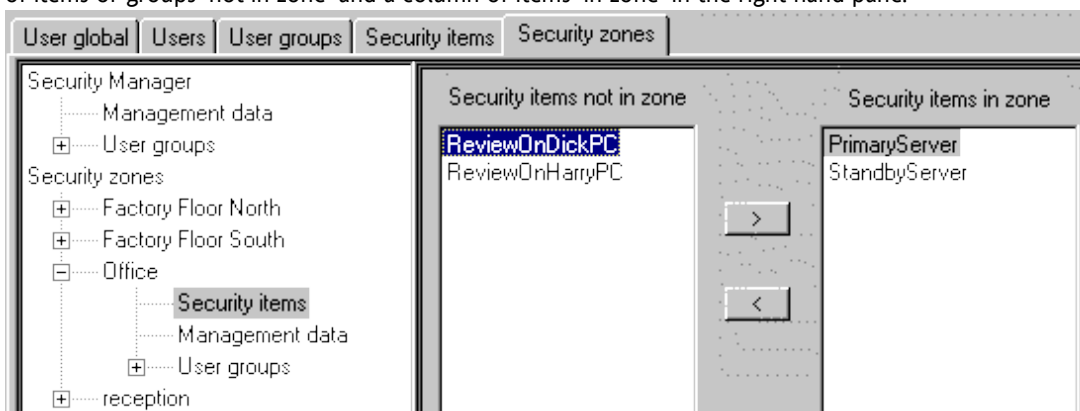 of items or groups 'not in zone' and a column of items 'in zone' in the right hand pane.
User global Users User groups Security items Security zones
Security Manager
Management data
User groups
Security zones
Factory Floor North
Factory Floor South
Office
Security items
Management data
User groups
reception
Security items not in zone
ReviewOnDickPC
ReviewOnHarryPC
>
<
Security items in zone
PrimaryServer
StandbyServer